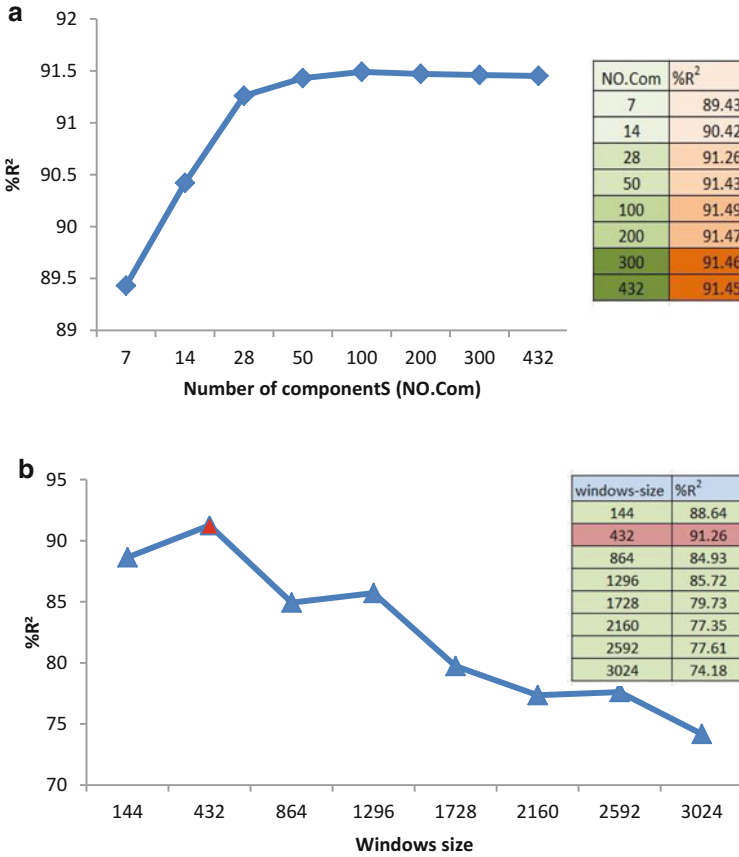 a
92
91.5
91
90.5
90
89.5
89
%R²
7 14 28 50 100 200 300 432
Number of componentS (NO.Com)
NO.Com %R²
7 89.43
14 90.42
28 91.26
50 91.43
100 91.49
200 91.47
300 91.46
432 91.45
b
95
90
85
80
75
70
%R²
144 432 864 1296 1728 2160 2592 3024
Windows size
windows-size %R²
144 88.64
432 91.26
864 84.93
1296 85.72
1728 79.73
2160 77.35
2592 77.61
3024 74.18